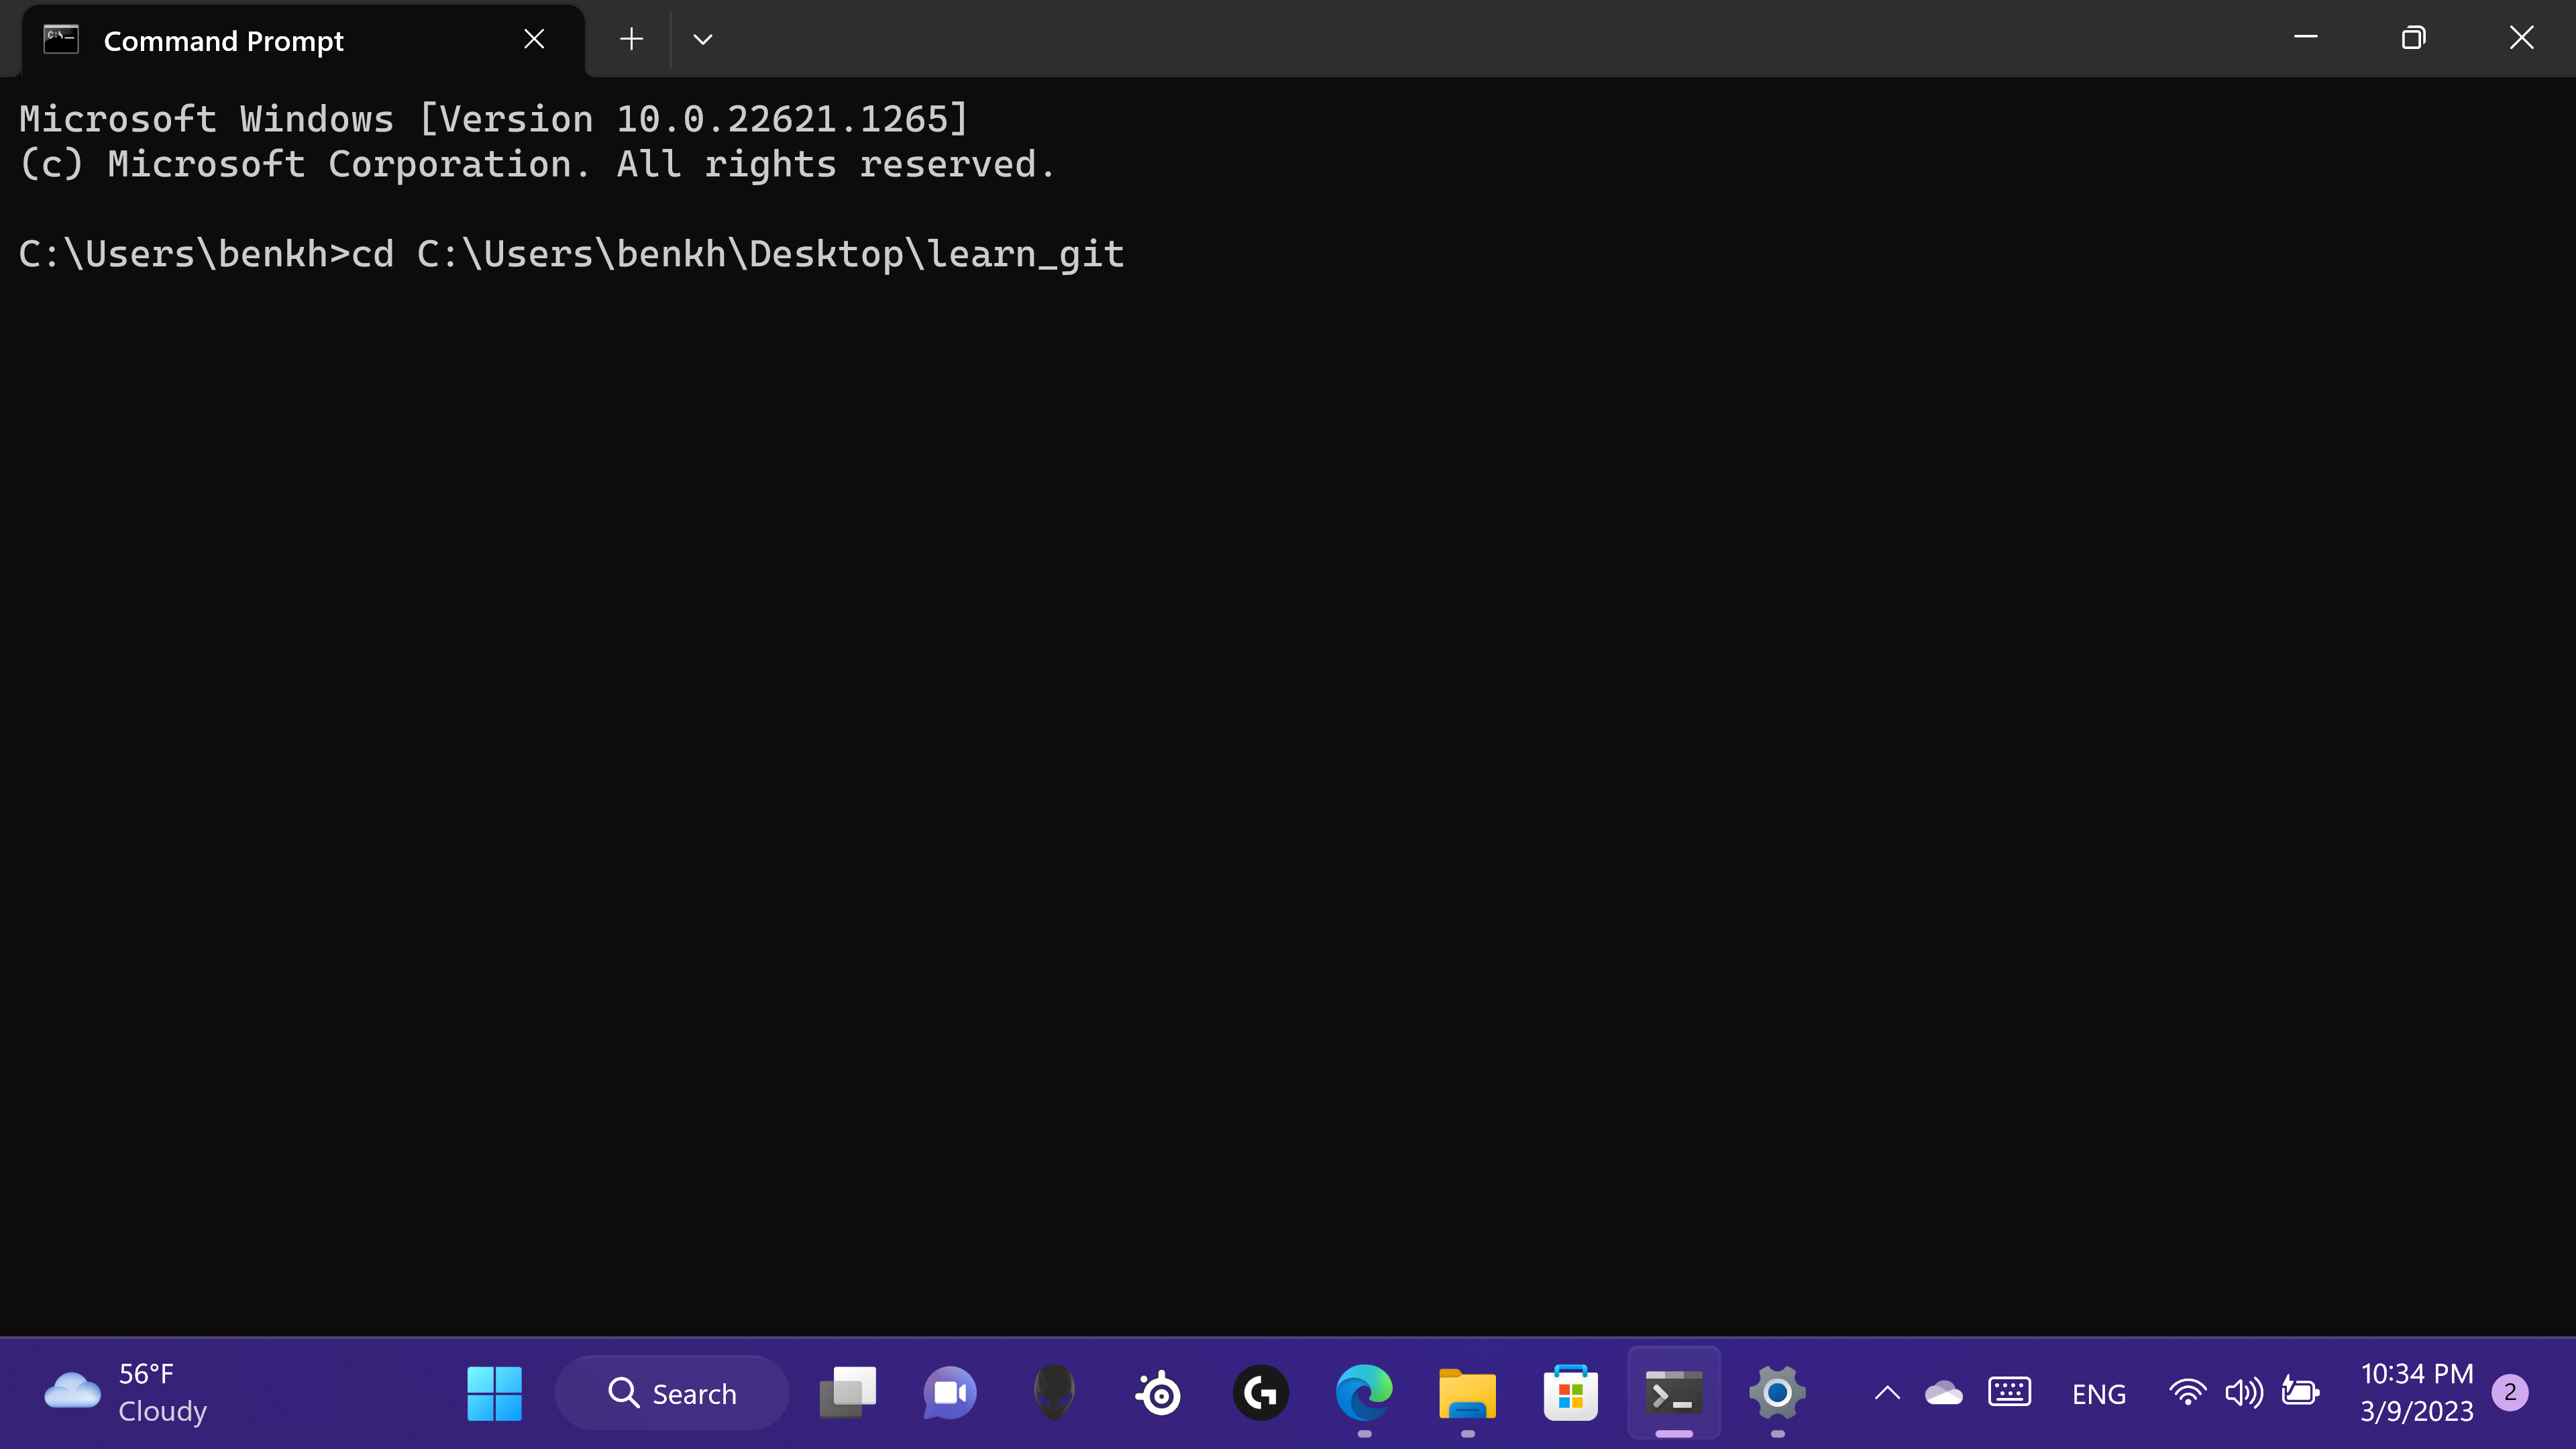 Command Prompt
Microsoft Windows [Version 10.0.22621.1265]
(c) Microsoft Corporation. All rights reserved.
C:\Users\benkh>cd C:\Users\benkh\Desktop\learn_git
56°F
Cloudy
Search
ENG
10:34 PM
3/9/2023
2